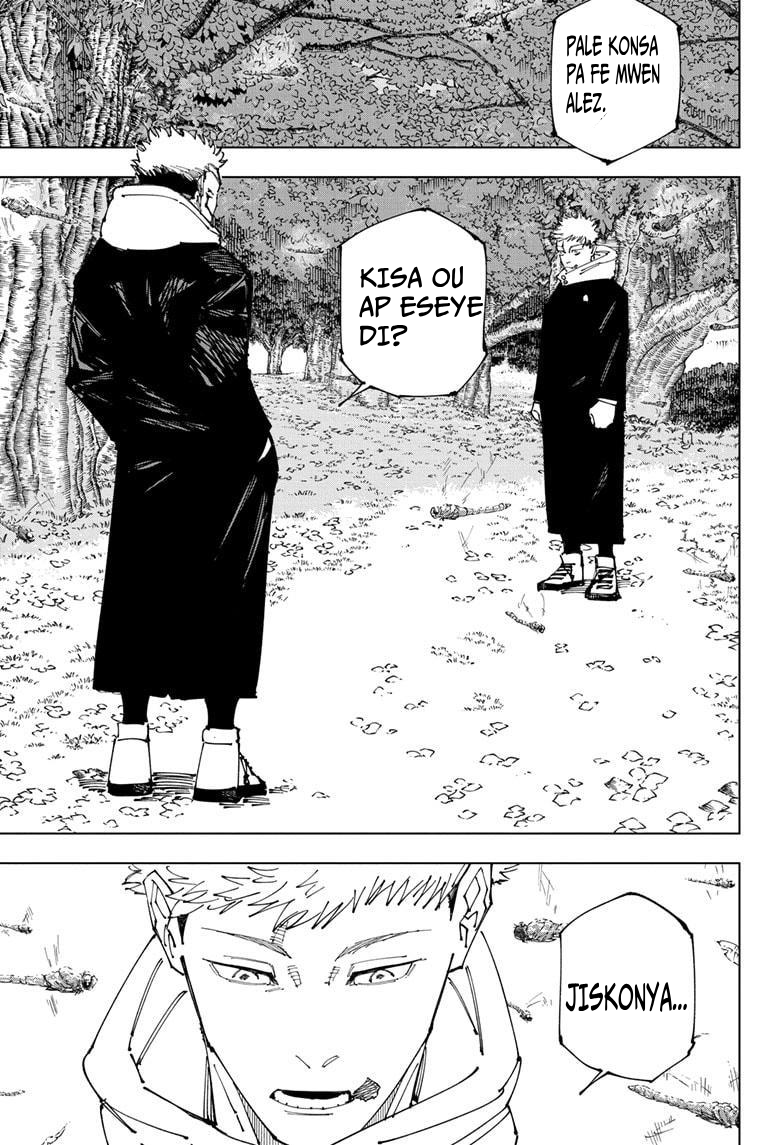 PALE KONSA
PA FE MWEN
ALEZ.
KISA OU
AP ESEYE
DI?
JISKONYA...